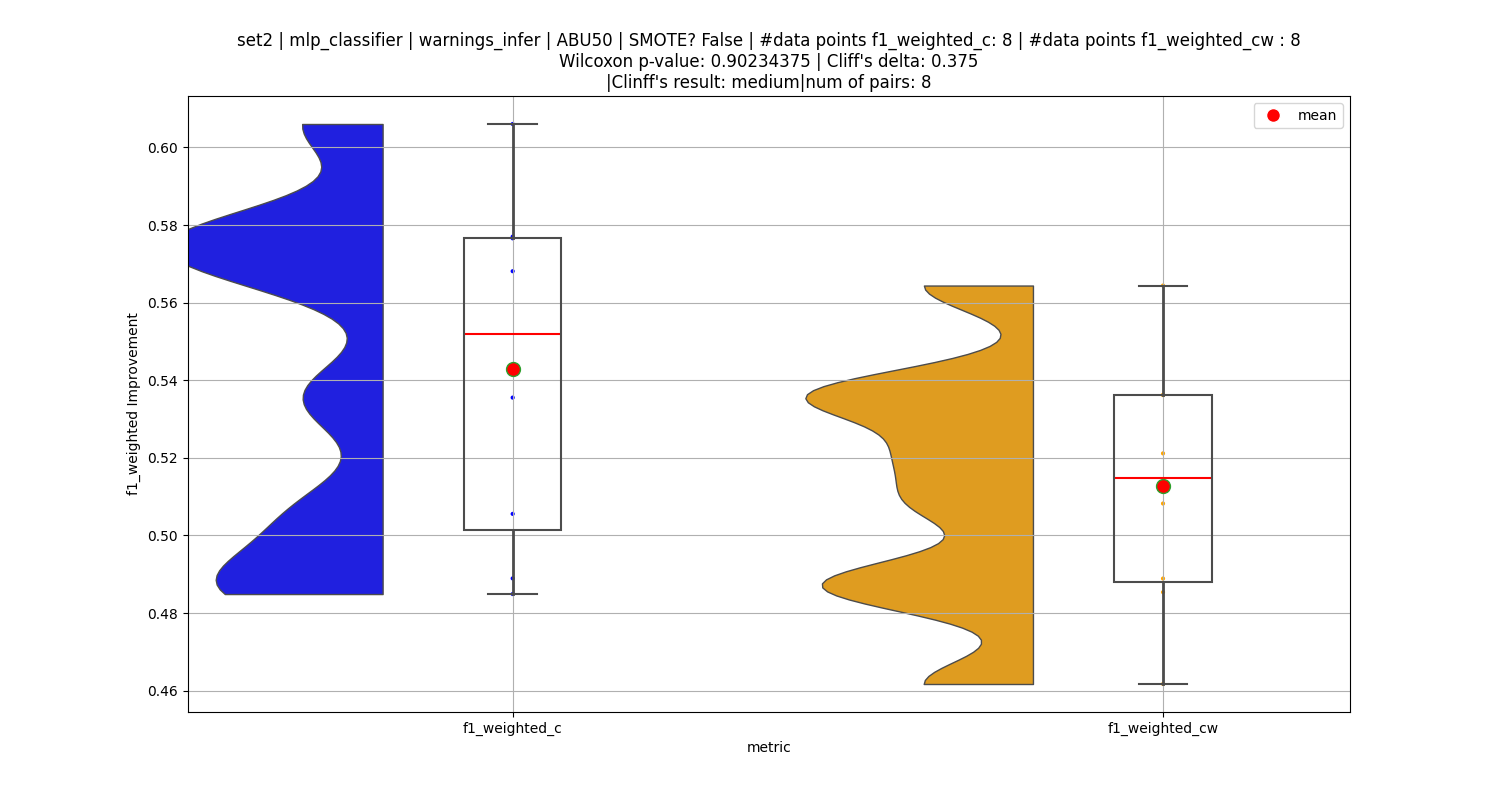 set2 | mlp_classifier | warnings_infer | ABU50 | SMOTE? False | #data points f1_weighted_c: 8 | #data points f1_weighted_cw : 8
Wilcoxon p-value: 0.90234375 | Cliff's delta: 0.375
|Clinff's result: medium|num of pairs: 8
mean
0.60
0.58
0.56
0.54
0.52
0.50
0.48
0.46
f1_weighted Improvement
f1_weighted_c
f1_weighted_cw
metric